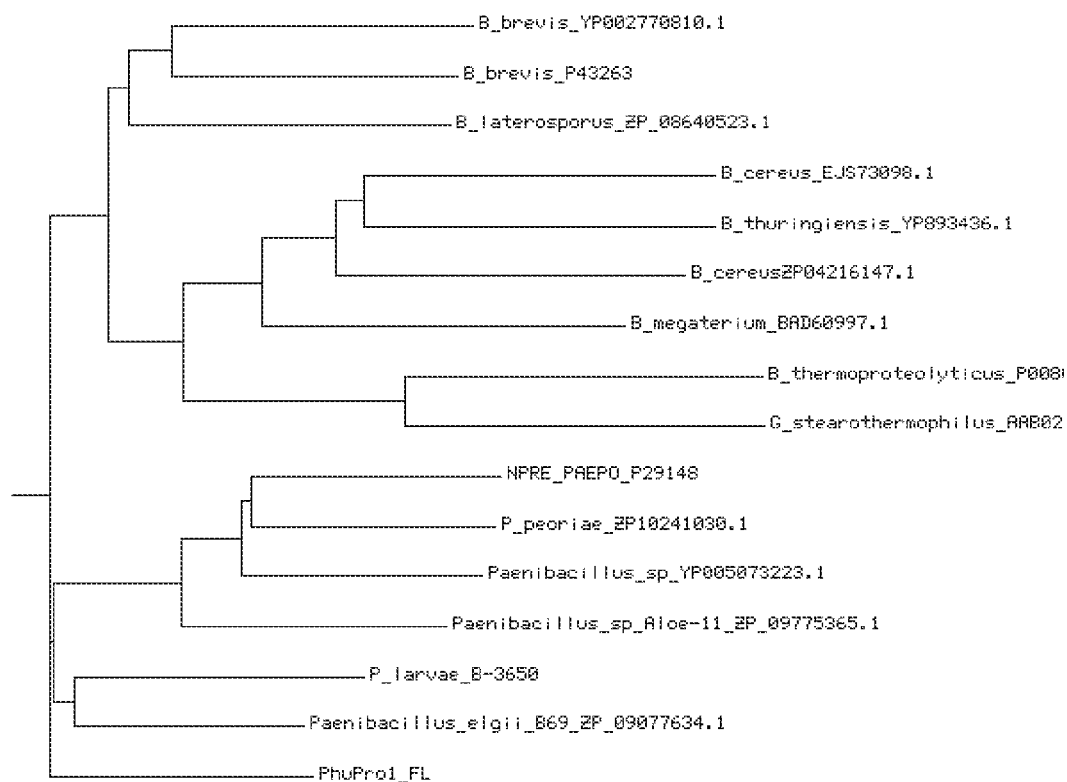 B_brevis_YP002770810.1
B_brevis_P43263
B_laterosporus_ZP_08640523.1
B_cereus_EJS73098.1
B_thuringiensis_YP893436.1
B_cereusZP04216147.1
B_megaterium_BAD60997.1
B_thermoproteolyticus_P008
G_stearothermophilus_AAB02
NPRE_PAEPO_P29148
P_peoriae_ZP10241030.1
Paenibacillus_sp_YP005073223.1
Paenibacillus_sp_Aloe-11_ZP_09775365.1
P_larvae_B-3650
Paenibacillus_elgii_B69_ZP_09077634.1
PhuPro1_FL